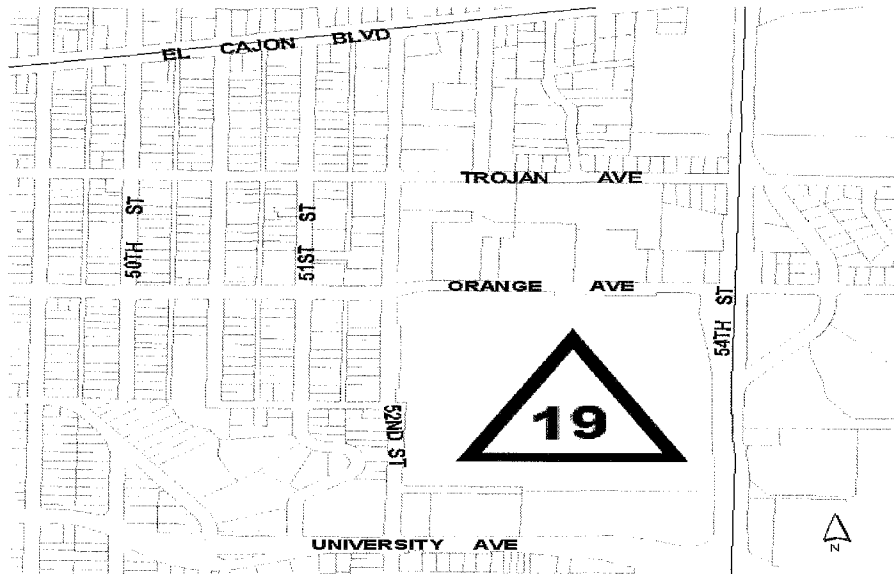 EL CAJON BLVD
TROJAN AVE
50TH ST
51ST ST
ORANGE AVE
54TH ST
19
52ND ST
UNIVERSITY AVE
N